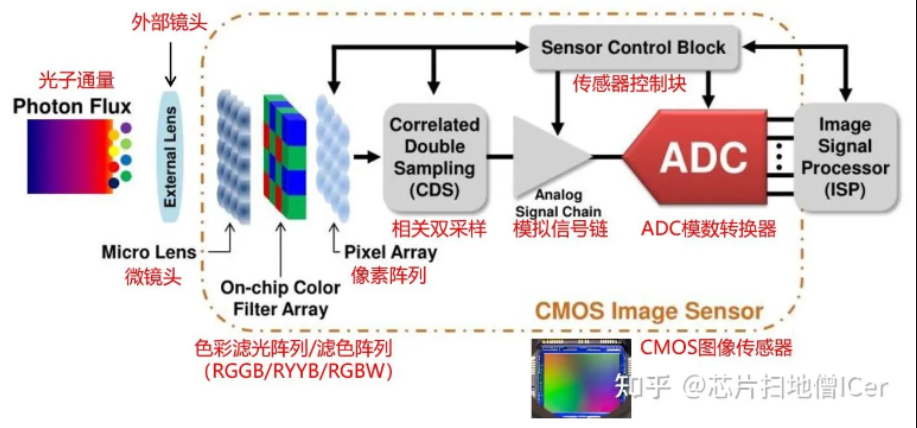 外部镜头
光子通量
Photon Flux
External Lens
Sensor Control Block
传感器控制块
Correlated
Double
Sampling
(CDS)
相关双采样
Analog
Signal Chain
模拟信号链
ADC
ADC模数转换器
Image
Signal
Processor
(ISP)
Micro Lens
微镜头
Pixel Array
像素阵列
On-chip Color
Filter Array
色彩滤光阵列/滤色阵列
（RGGB/RYYB/RGBW）
CMOS Image Sensor
CMOS图像传感器
知乎 @芯片扫地僧ICer